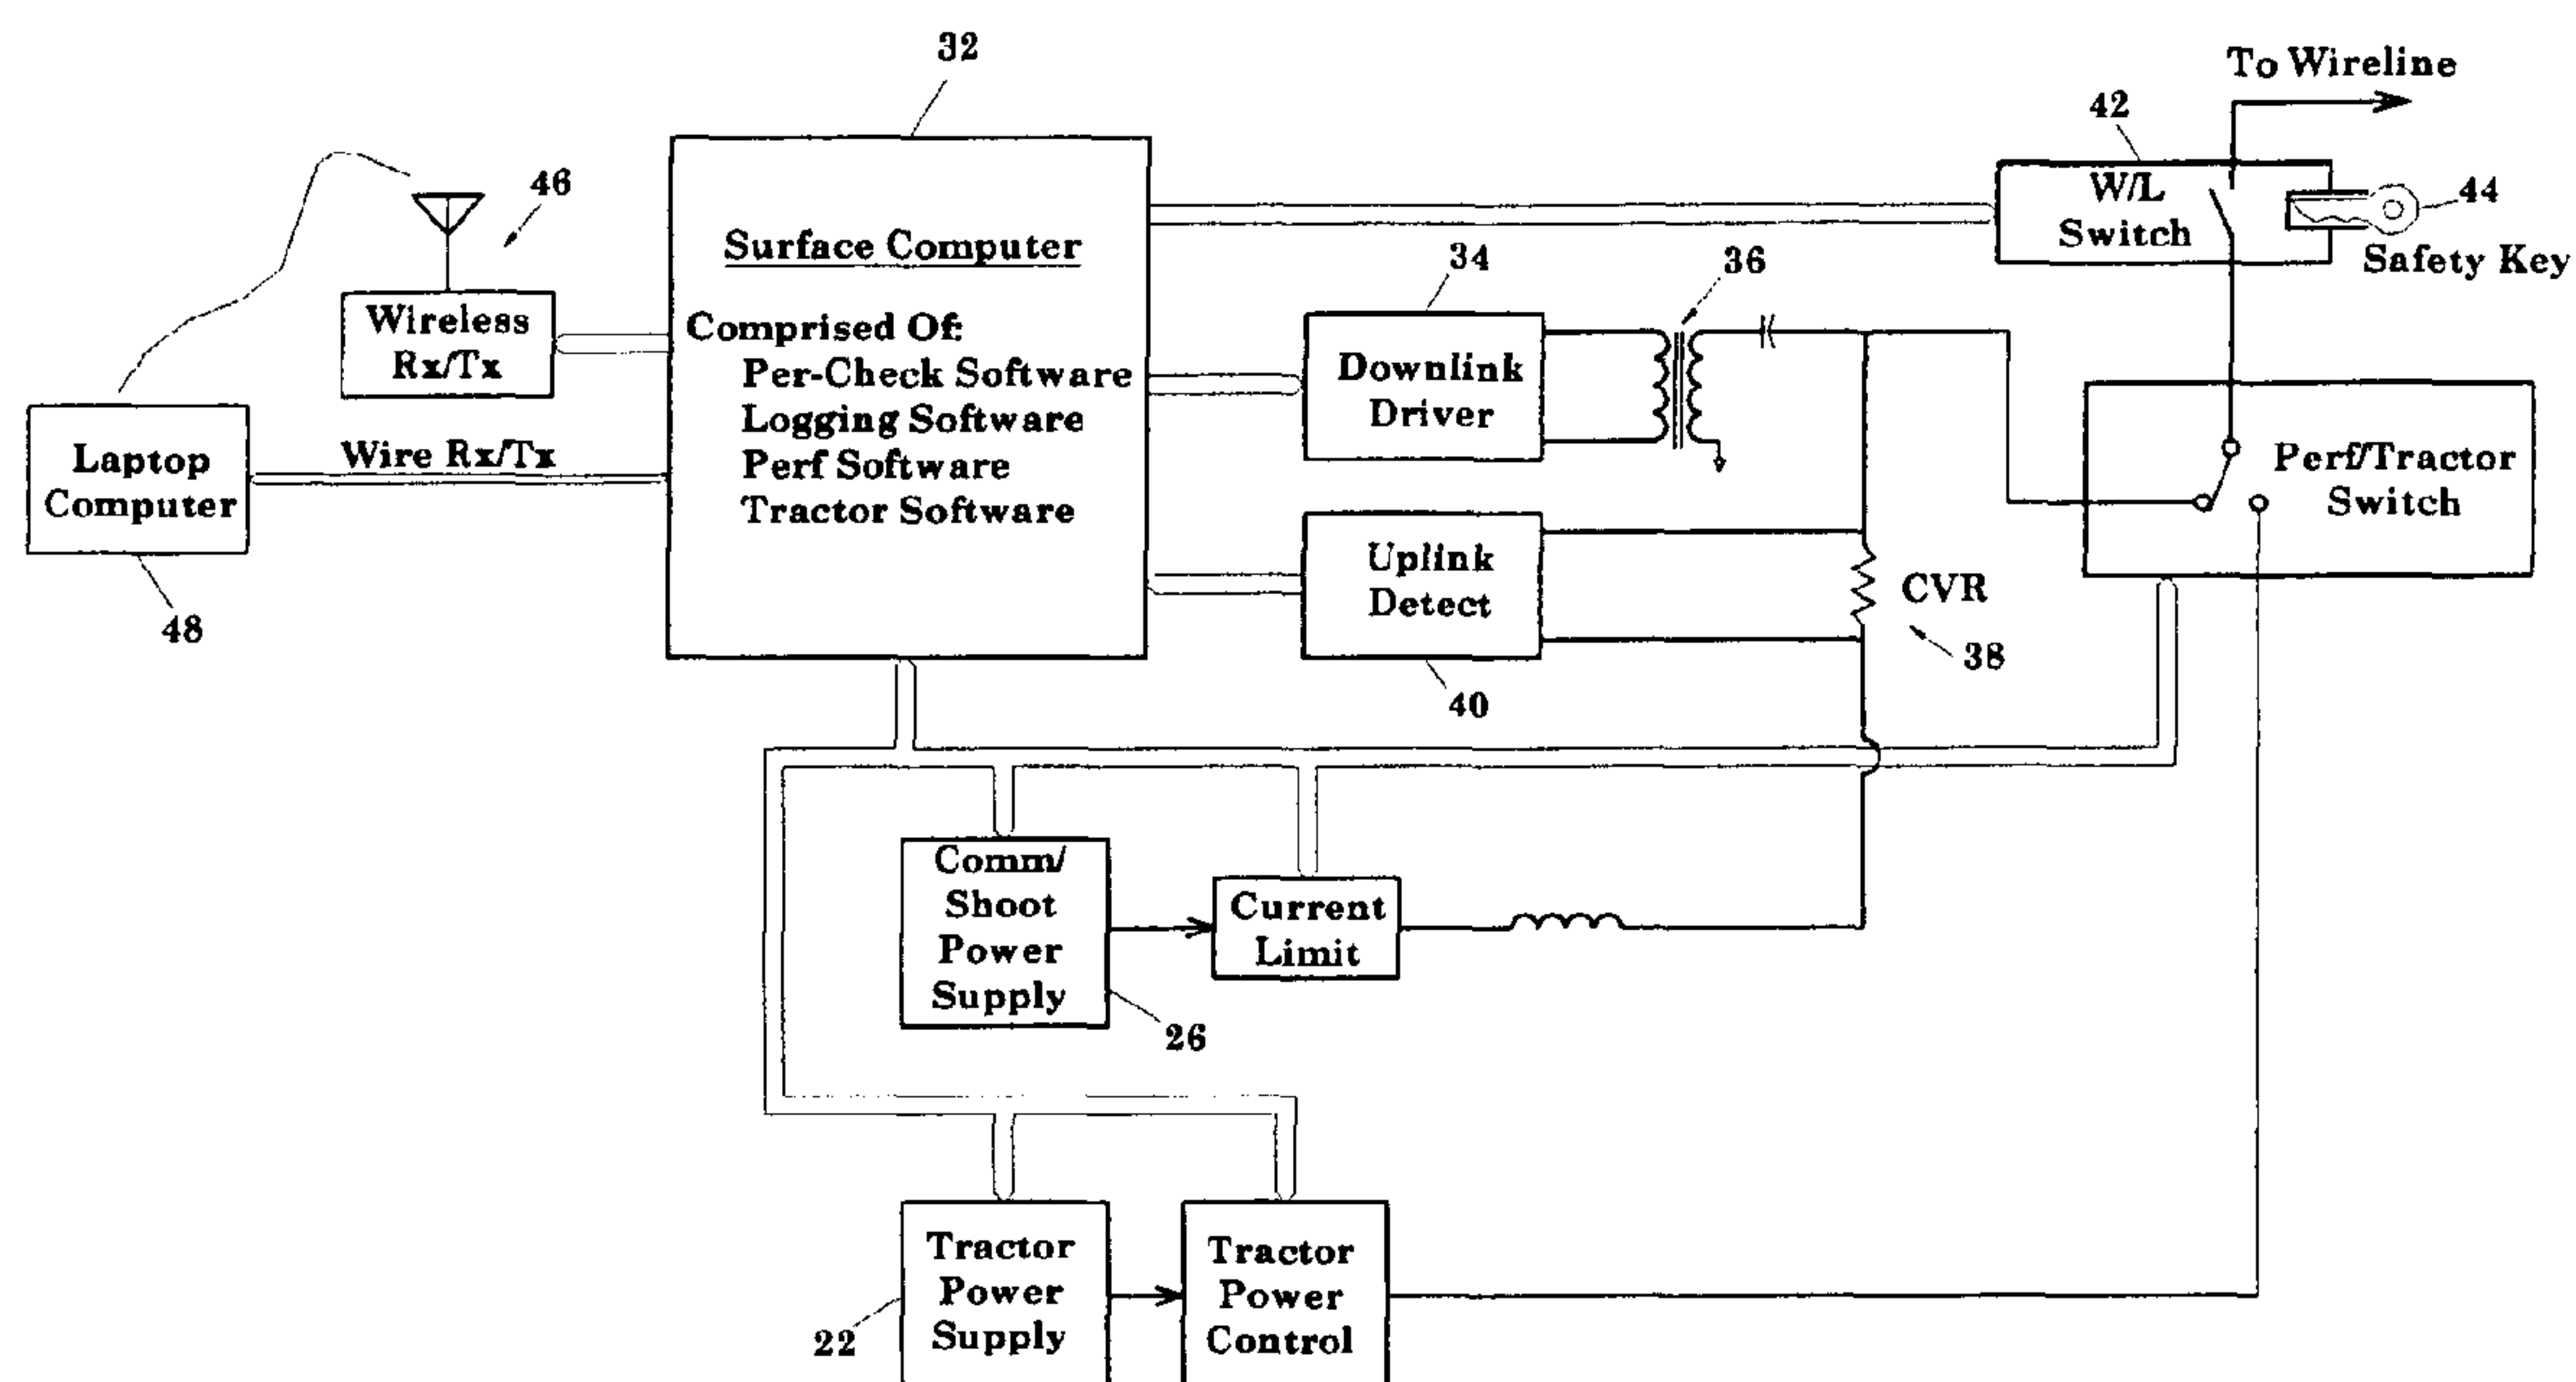 32
To Wireline
42
W/L
Switch
44
Safety Key
46
Surface Computer
34
36
Wireless
Rx/Tx
Comprised Of:
Per-Check Software
Logging Software
Perf Software
Tractor Software
Downlink
Driver
Laptop
Computer
Wire Rx/Tx
Perf/Tractor
Switch
48
Uplink
Detect
CVR
38
40
Comm/
Shoot
Power
Supply
Current
Limit
26
Tractor
Power
Supply
22
Tractor
Power
Control